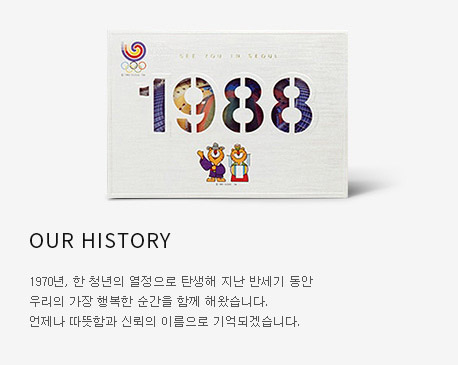 SEE YOU IN SEOUL
1988
OUR HISTORY
1970년, 한 청년의 열정으로 탄생해 지난 반세기 동안
우리의 가장 행복한 순간을 함께 해왔습니다.
언제나 따뜻함과 신뢰의 이름으로 기억되겠습니다.